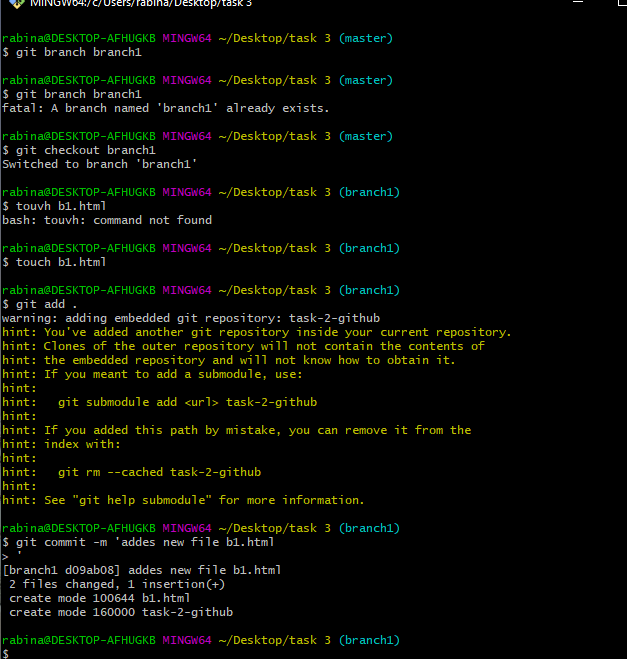 MINGW64:/c/Users/rabina/Desktop/task 3
rabina@DESKTOP-AFHUGKB MINGW64 ~/Desktop/task 3 (master)
$ git branch branch1
rabina@DESKTOP-AFHUGKB MINGW64 ~/Desktop/task 3 (master)
$ git branch branch1
fatal: A branch named 'branch1' already exists.
rabina@DESKTOP-AFHUGKB MINGW64 ~/Desktop/task 3 (master)
$ git checkout branch1
Switched to branch 'branch1'
rabina@DESKTOP-AFHUGKB MINGW64 ~/Desktop/task 3 (branch1)
$ touvh b1.html
bash: touvh: command not found
rabina@DESKTOP-AFHUGKB MINGW64 ~/Desktop/task 3 (branch1)
$ touch b1.html
rabina@DESKTOP-AFHUGKB MINGW64 ~/Desktop/task 3 (branch1)
$ git add .
warning: adding embedded git repository: task-2-github
hint: You've added another git repository inside your current repository.
hint: Clones of the outer repository will not contain the contents of
hint: the embedded repository and will not know how to obtain it.
hint: If you meant to add a submodule, use:
hint:
hint:   git submodule add <url> task-2-github
hint:
hint: If you added this path by mistake, you can remove it from the
hint: index with:
hint:
hint:   git rm --cached task-2-github
hint:
hint: See "git help submodule" for more information.
rabina@DESKTOP-AFHUGKB MINGW64 ~/Desktop/task 3 (branch1)
$ git commit -m 'addes new file b1.html
> '
[branch1 d09ab08] addes new file b1.html
 2 files changed, 1 insertion(+)
 create mode 100644 b1.html
 create mode 160000 task-2-github
rabina@DESKTOP-AFHUGKB MINGW64 ~/Desktop/task 3 (branch1)
$